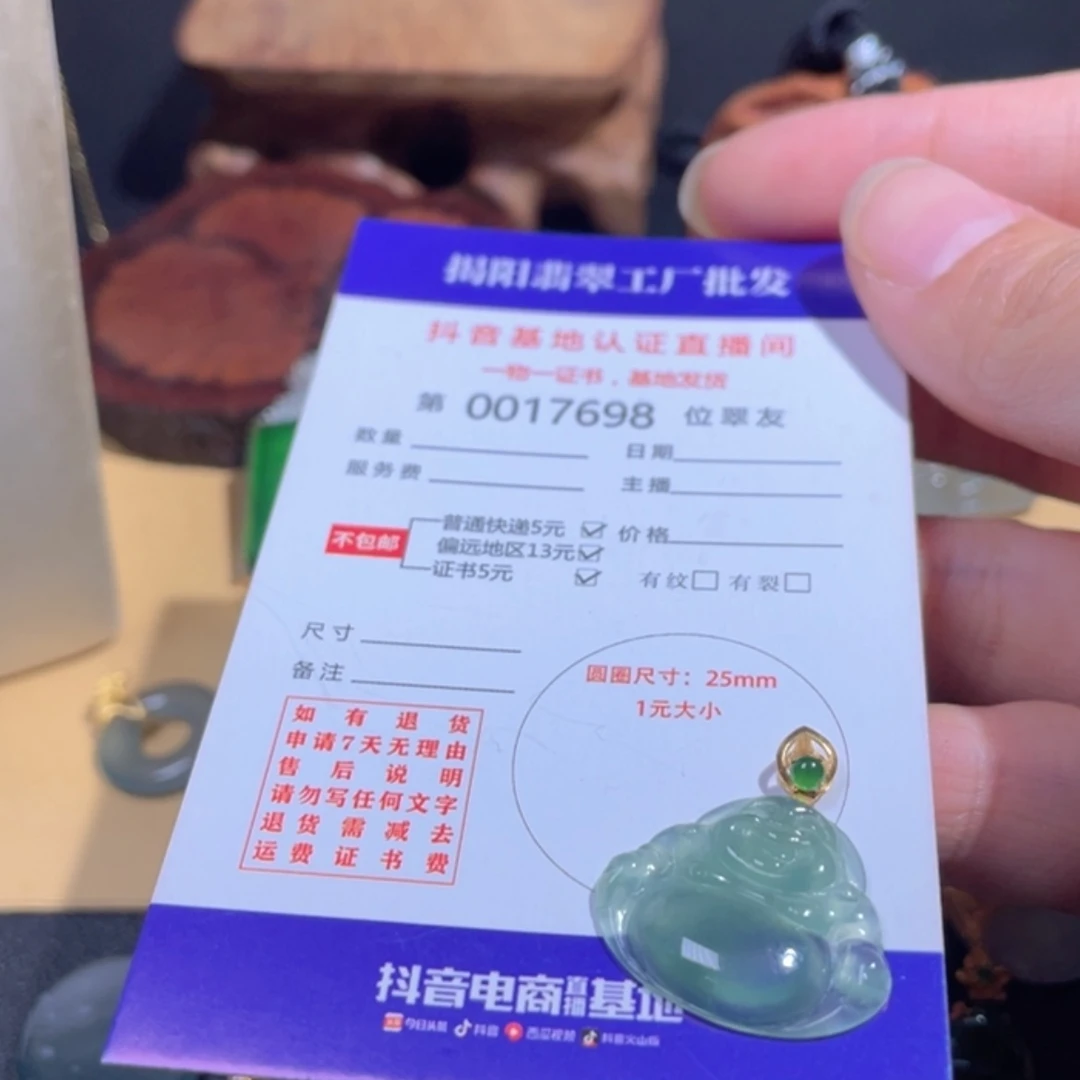 揭阳翡翠工厂批发
抖音基地认证直播间
一物一证书，基地发货
第 0017698 位翠友
数量 日期
服务费 主播
不包邮 普通快递5元 价格
偏远地区13元
证书5元 有纹 有裂
尺寸
备注
圆圈尺寸：25mm
1元大小
如有退货
申请7天无理由
售后说明
请勿写任何文字
退货需减去
运费证书费
抖音电商直播基地
今日头条 抖音 西瓜视频 抖音火山版